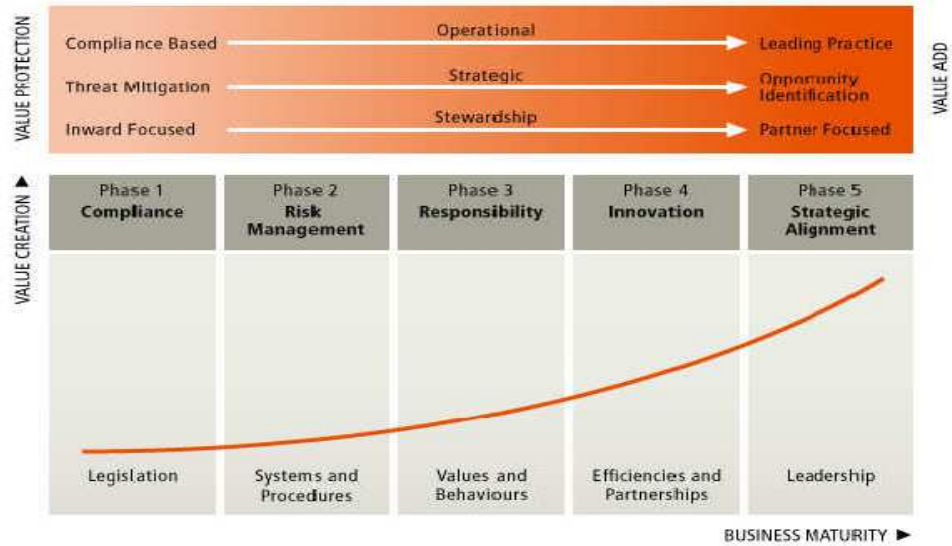 VALUE PROTECTION
Compliance Based
Operational
Leading Practice
Threat Mitigation
Strategic
Opportunity
Identification
Inward Focused
Stewardship
Partner Focused
VALUE ADD
VALUE CREATION ▲
Phase 1
Compliance
Phase 2
Risk
Management
Phase 3
Responsibility
Phase 4
Innovation
Phase 5
Strategic
Alignment
Legislation
Systems and
Procedures
Values and
Behaviours
Efficiencies and
Partnerships
Leadership
BUSINESS MATURITY ►